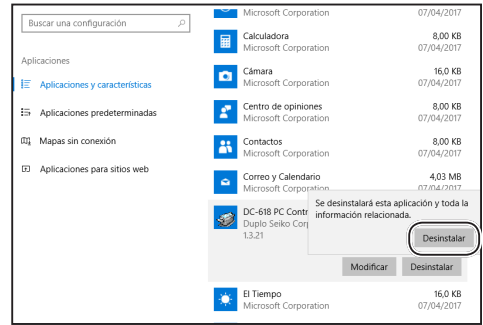 Buscar una configuración
Aplicaciones
Aplicaciones y características
Aplicaciones predeterminadas
Mapas sin conexión
Aplicaciones para sitios web
Microsoft Corporation 07/04/2017
Calculadora 8,00 KB
Microsoft Corporation 07/04/2017
Cámara 16,0 KB
Microsoft Corporation 07/04/2017
Centro de opiniones 8,00 KB
Microsoft Corporation 07/04/2017
Contactos 8,00 KB
Microsoft Corporation 07/04/2017
Correo y Calendario 4,03 MB
Microsoft Corporation 07/04/2017
DC-618 PC Contr
Duplo Seiko Corp
1.3.21
Se desinstalará esta aplicación y toda la
información relacionada.
Desinstalar
Modificar Desinstalar
El Tiempo 16,0 KB
Microsoft Corporation 07/04/2017